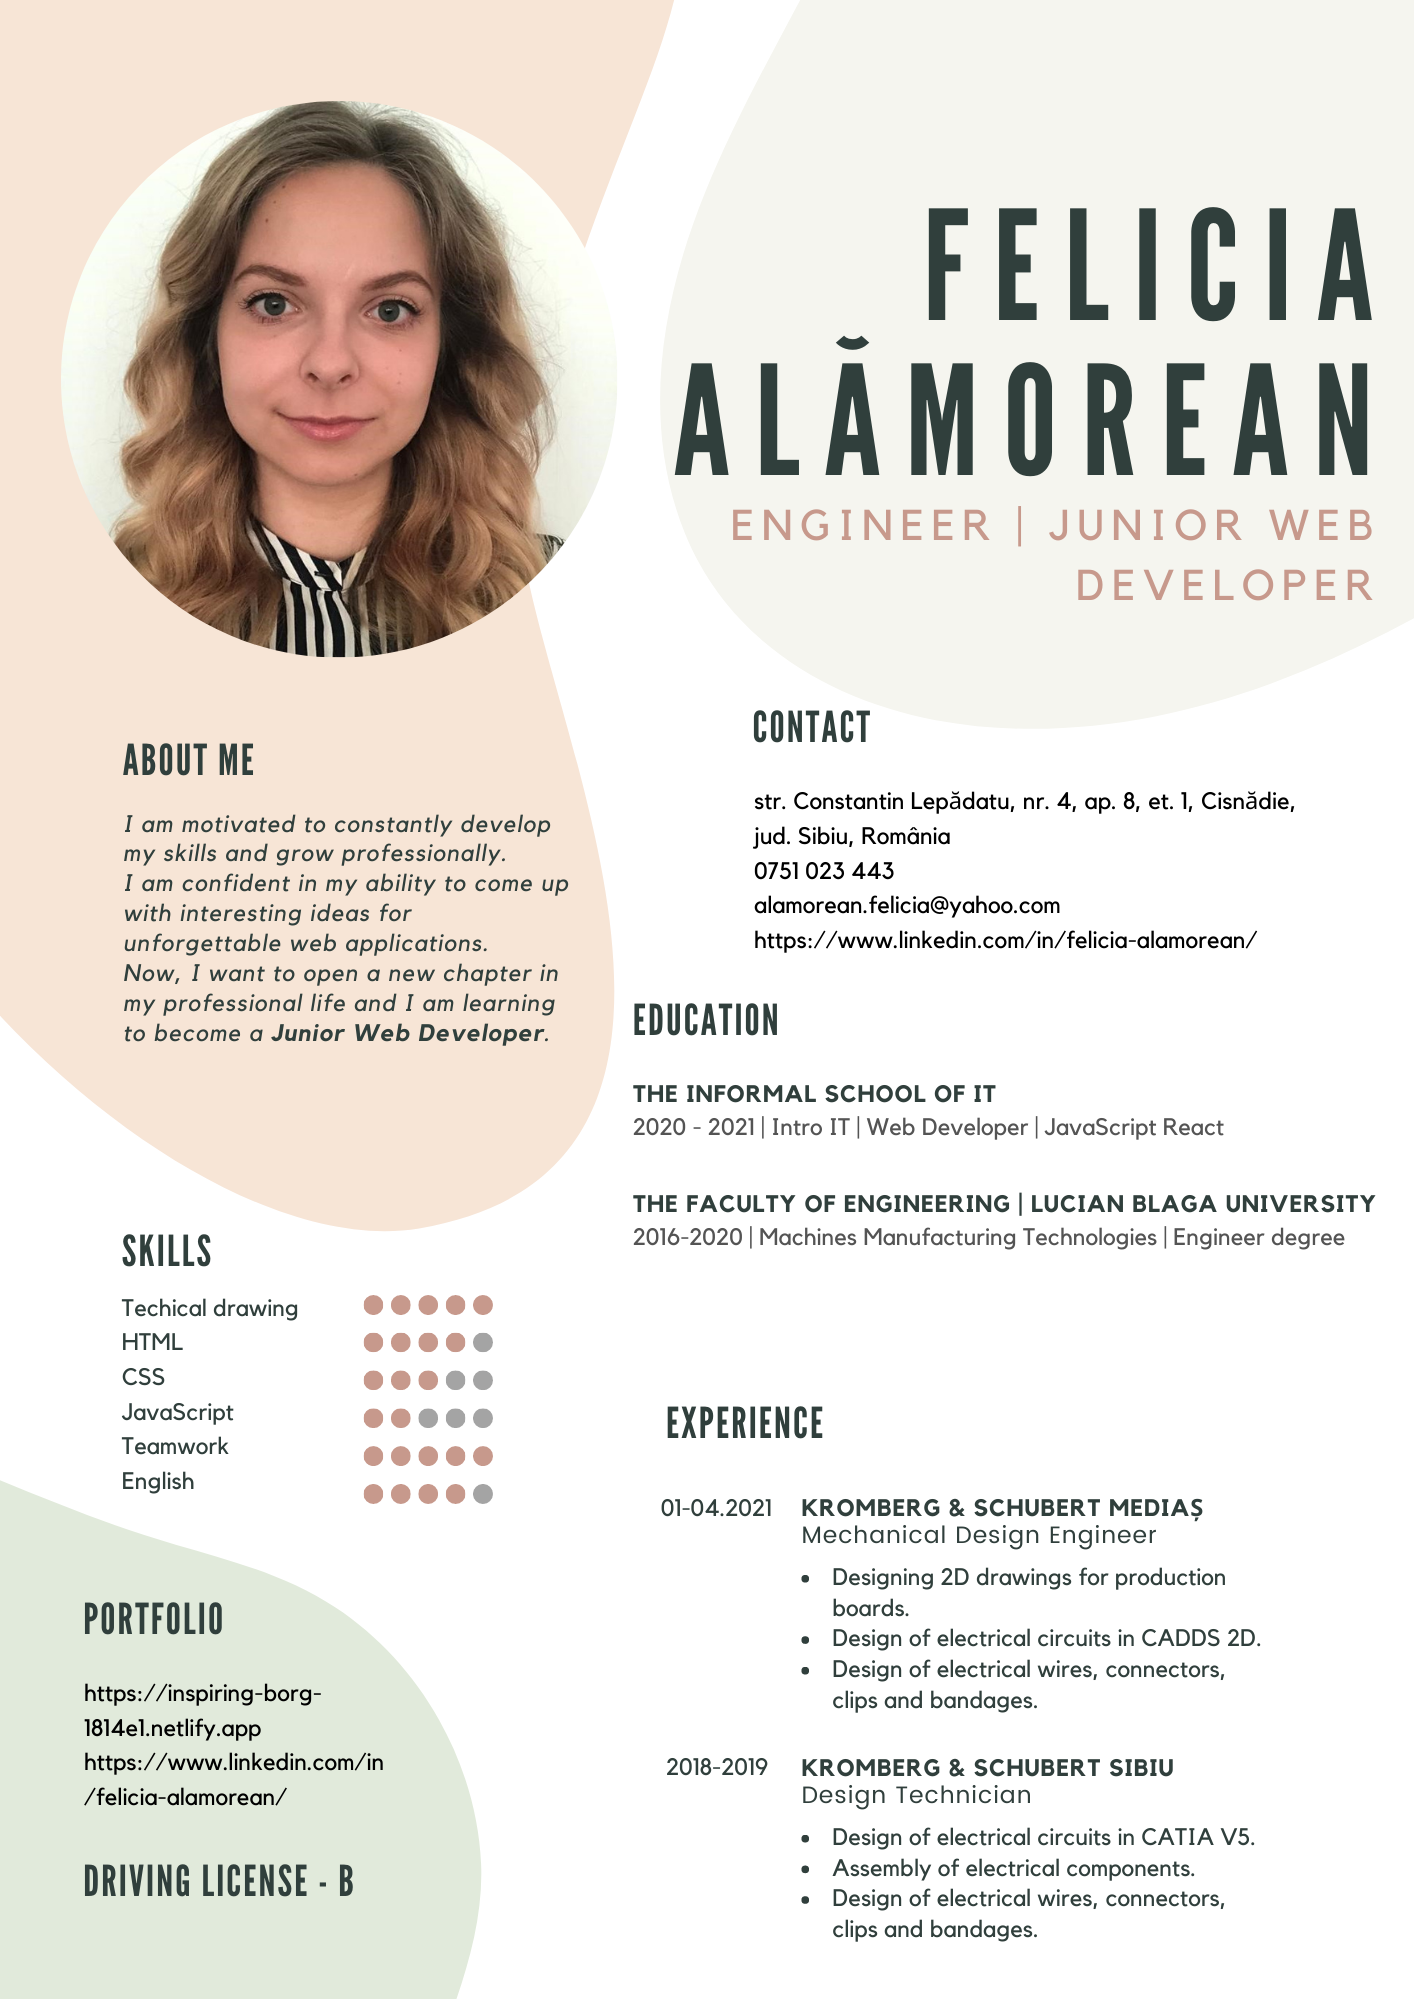 FELICIA
ALĂMOREAN
ENGINEER | JUNIOR WEB
DEVELOPER
ABOUT ME
I am motivated to constantly develop
my skills and grow professionally.
I am confident in my ability to come up
with interesting ideas for
unforgettable web applications.
Now, I want to open a new chapter in
my professional life and I am learning
to become a Junior Web Developer.
CONTACT
str. Constantin Lepădatu, nr. 4, ap. 8, et. 1, Cisnădie,
jud. Sibiu, România
0751 023 443
alamorean.felicia@yahoo.com
https://www.linkedin.com/in/felicia-alamorean/
EDUCATION
THE INFORMAL SCHOOL OF IT
2020 - 2021 | Intro IT | Web Developer | JavaScript React
THE FACULTY OF ENGINEERING | LUCIAN BLAGA UNIVERSITY
2016-2020 | Machines Manufacturing Technologies | Engineer degree
SKILLS
Techical drawing
HTML
CSS
JavaScript
Teamwork
English
EXPERIENCE
01-04.2021 KROMBERG & SCHUBERT MEDIAȘ
Mechanical Design Engineer
• Designing 2D drawings for production
boards.
• Design of electrical circuits in CADDS 2D.
• Design of electrical wires, connectors,
clips and bandages.
2018-2019 KROMBERG & SCHUBERT SIBIU
Design Technician
• Design of electrical circuits in CATIA V5.
• Assembly of electrical components.
• Design of electrical wires, connectors,
clips and bandages.
PORTFOLIO
https://inspiring-borg-
1814e1.netlify.app
https://www.linkedin.com/in
/felicia-alamorean/
DRIVING LICENSE - B